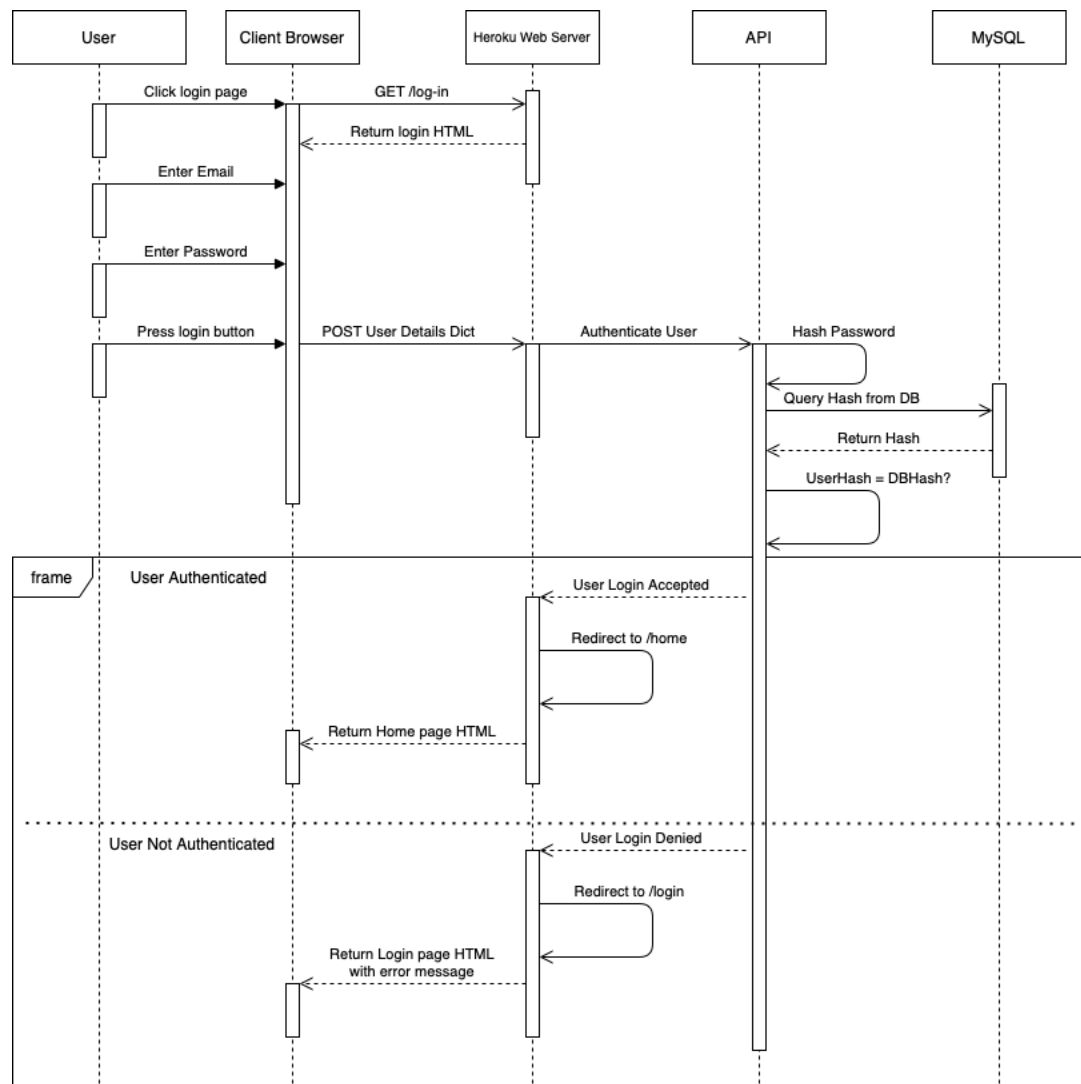 User
Client Browser
Heroku Web Server
API
MySQL
Click login page
GET /log-in
Return login HTML
Enter Email
Enter Password
Press login button
POST User Details Dict
Authenticate User
Hash Password
Query Hash from DB
Return Hash
UserHash = DBHash?
frame
User Authenticated
User Login Accepted
Redirect to /home
Return Home page HTML
User Not Authenticated
User Login Denied
Redirect to /login
Return Login page HTML
with error message